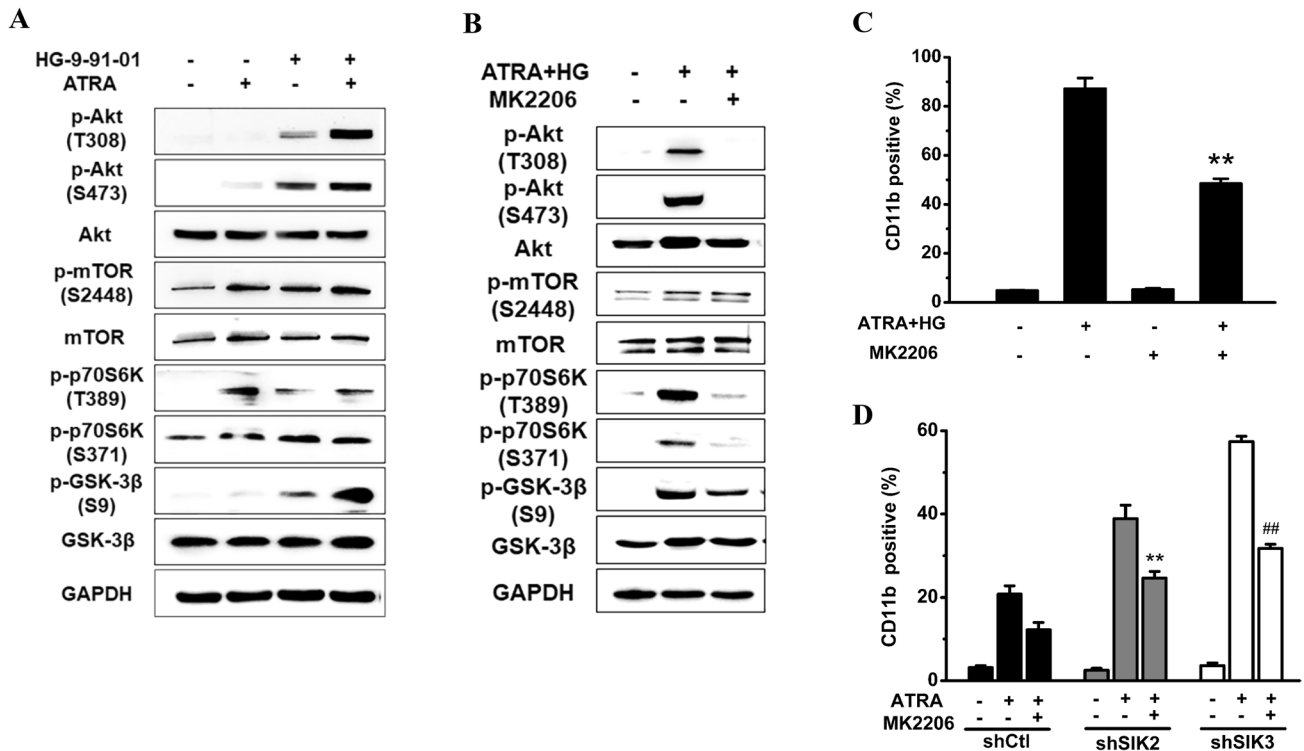 A
HG-9-91-01 - - + +
ATRA - + - +
p-Akt
(T308)
p-Akt
(S473)
Akt
p-mTOR
(S2448)
mTOR
p-p70S6K
(T389)
p-p70S6K
(S371)
p-GSK-3β
(S9)
GSK-3β
GAPDH
B
ATRA+HG - + +
MK2206 - - +
p-Akt
(T308)
p-Akt
(S473)
Akt
p-mTOR
(S2448)
mTOR
p-p70S6K
(T389)
p-p70S6K
(S371)
p-GSK-3β
(S9)
GSK-3β
GAPDH
C
CD11b positive (%)
100
80
60
40
20
0
**
ATRA+HG - + - +
MK2206 - - + +
D
CD11b positive (%)
60
40
20
0
**
##
ATRA - + + - + + - + +
MK2206 - - + - - + - - +
shCtl shSIK2 shSIK3